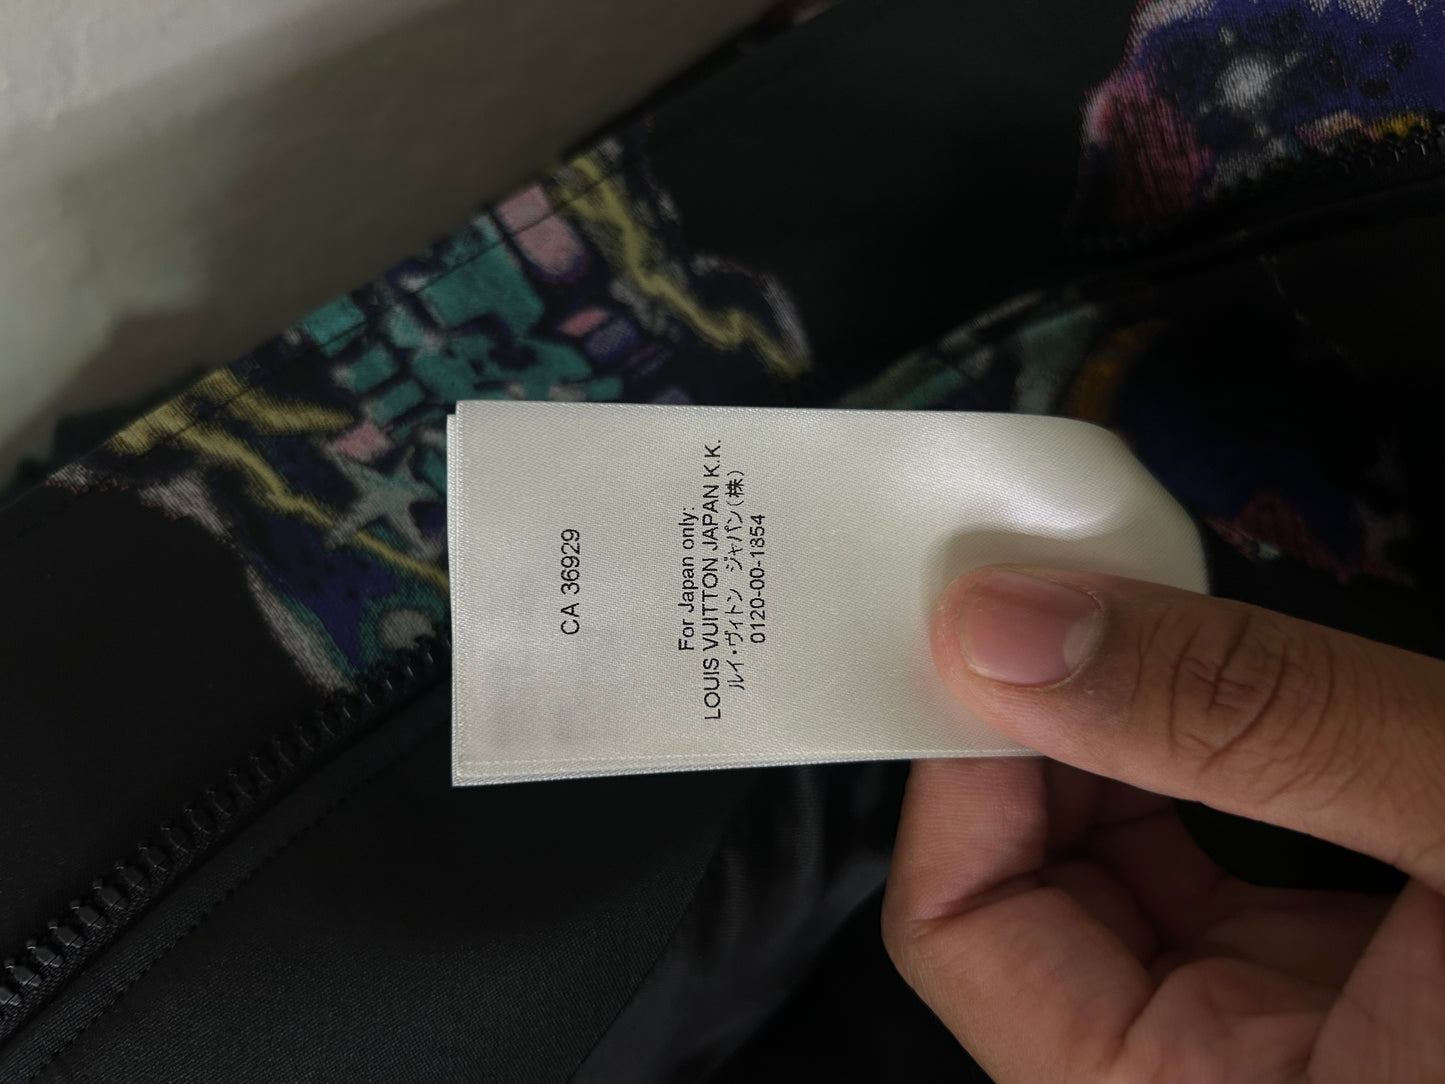 CA 36929
For Japan only:
LOUIS VUITTON JAPAN K.K.
ルイ・ヴィトン ジャパン(株)
0120-00-1854